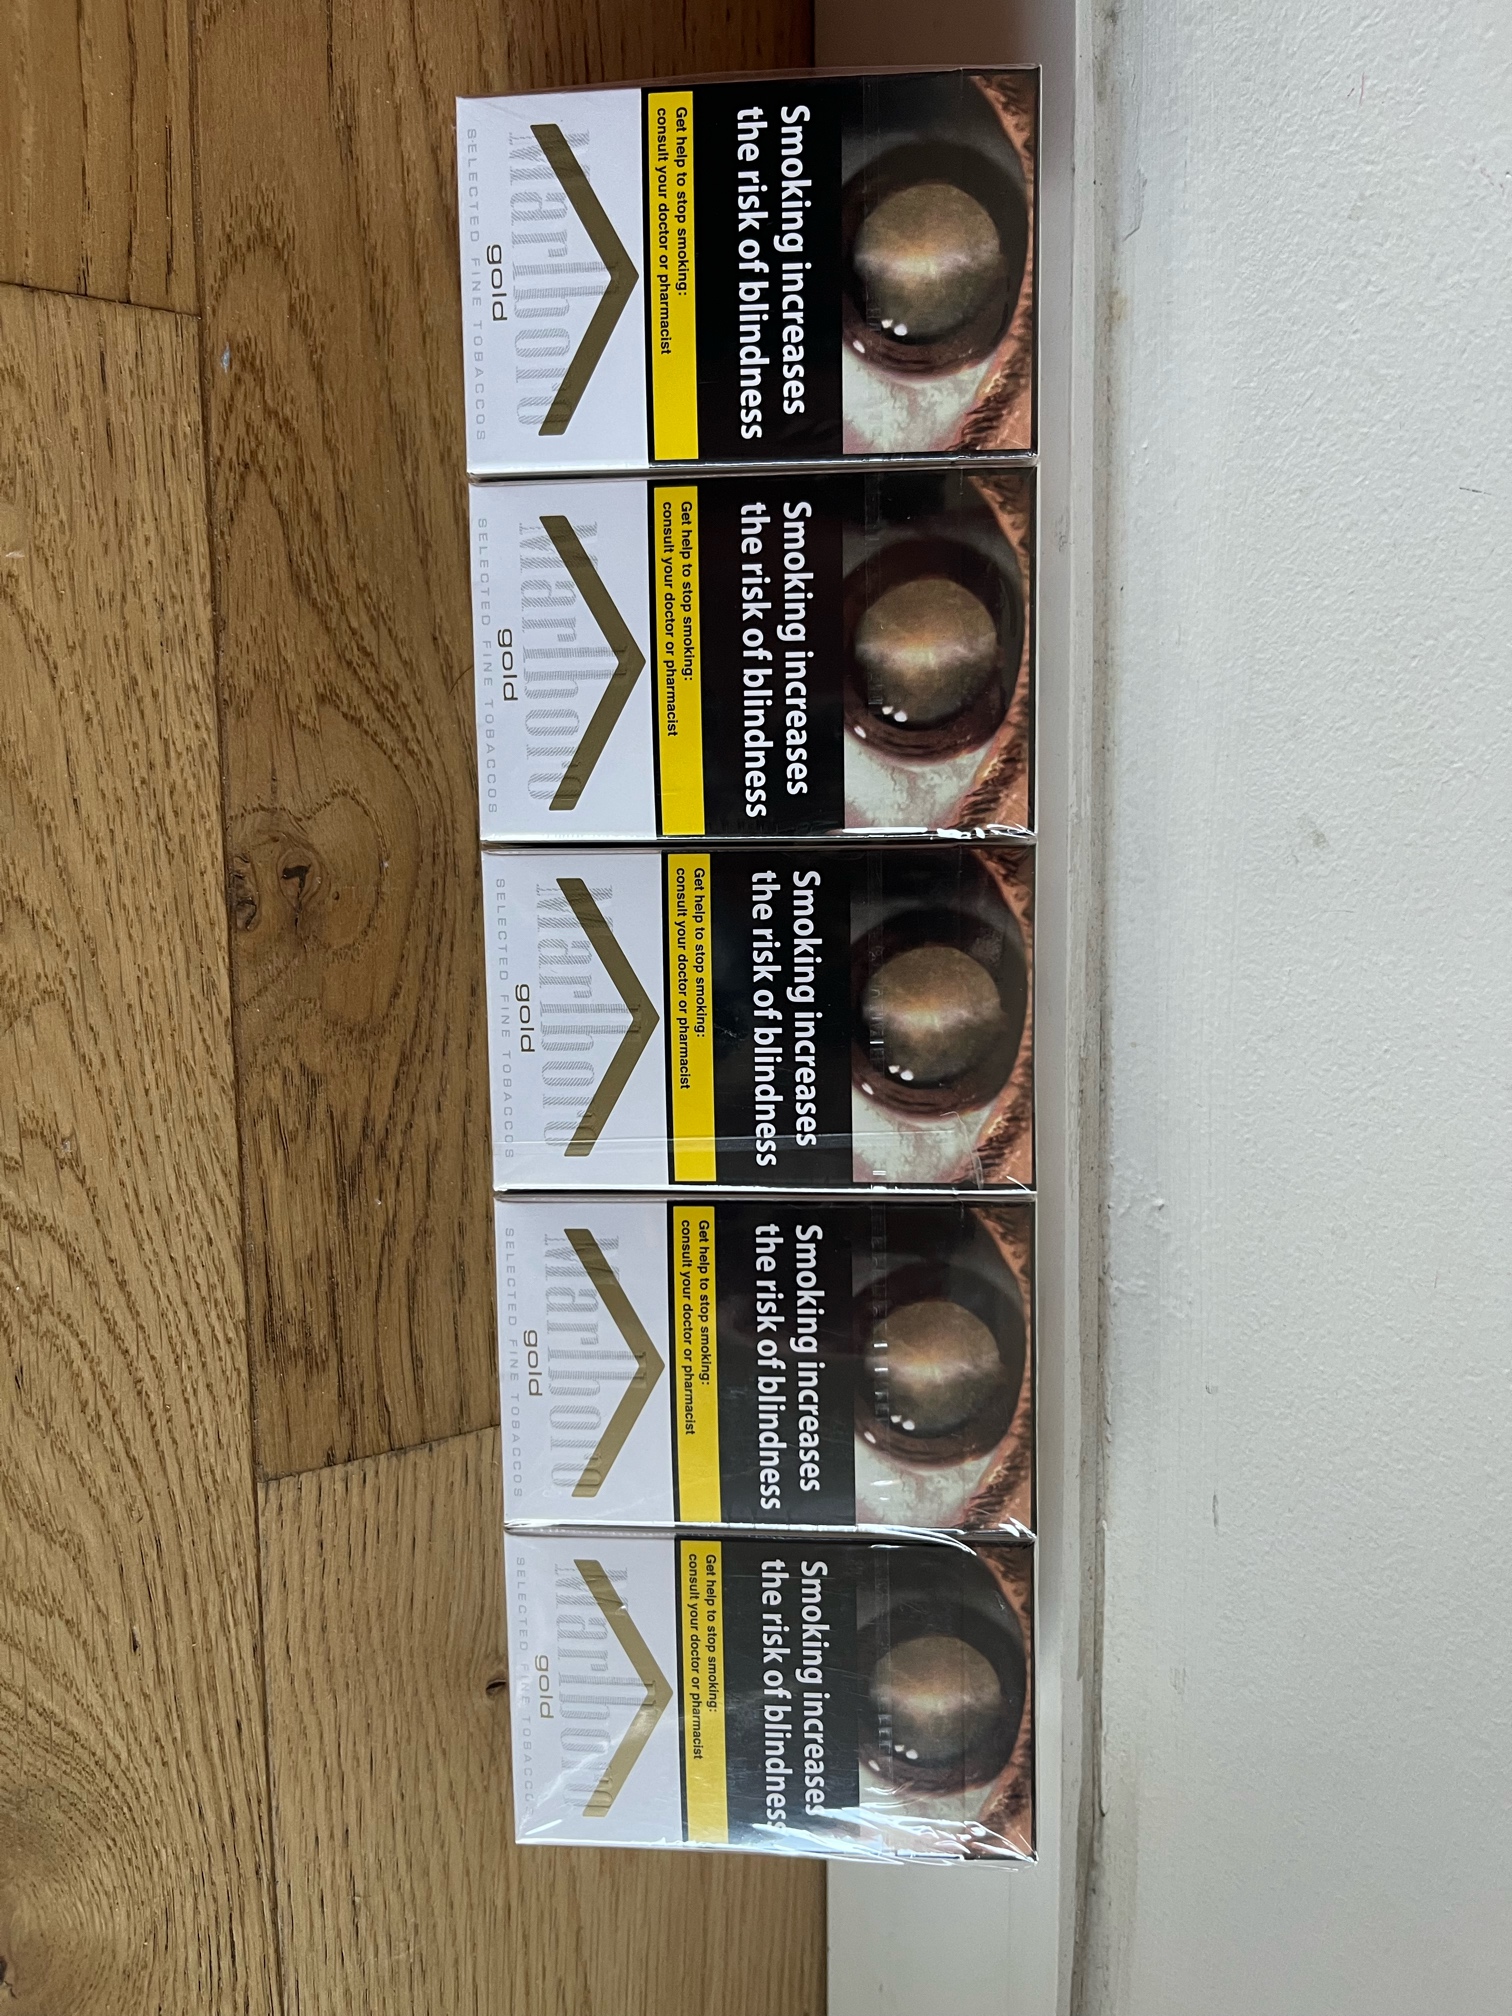 Smoking increases
the risk of blindness
Get help to stop smoking:
consult your doctor or pharmacist
Marlboro
gold
SELECTED FINE TOBACCOS
Smoking increases
the risk of blindness
Get help to stop smoking:
consult your doctor or pharmacist
Marlboro
gold
SELECTED FINE TOBACCOS
Smoking increases
the risk of blindness
Get help to stop smoking:
consult your doctor or pharmacist
Marlboro
gold
SELECTED FINE TOBACCOS
Smoking increases
the risk of blindness
Get help to stop smoking:
consult your doctor or pharmacist
Marlboro
gold
SELECTED FINE TOBACCOS
Smoking increases
the risk of blindness
Get help to stop smoking:
consult your doctor or pharmacist
Marlboro
gold
SELECTED FINE TOBACCOS